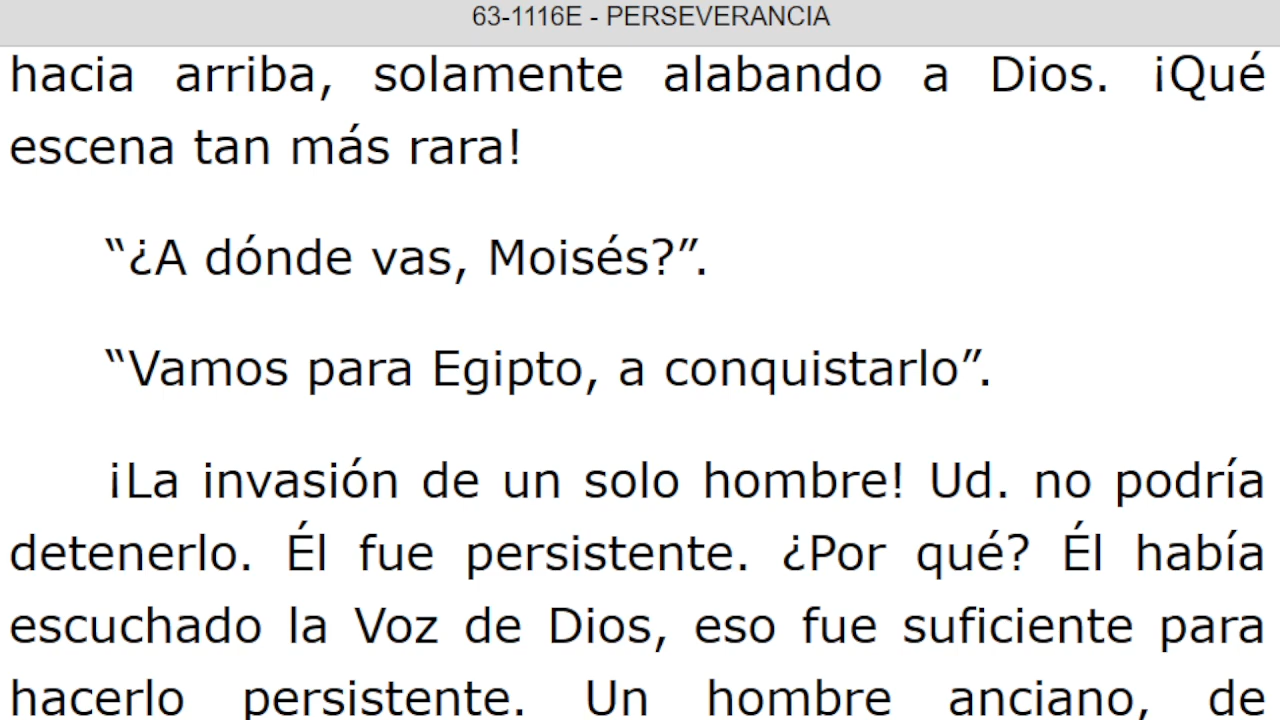 63-1116E - PERSEVERANCIA
hacia arriba, solamente alabando a Dios. ¡Qué
escena tan más rara!
“¿A dónde vas, Moisés?”.
“Vamos para Egipto, a conquistarlo”.
¡La invasión de un solo hombre! Ud. no podría
detenerlo. Él fue persistente. ¿Por qué? Él había
escuchado la Voz de Dios, eso fue suficiente para
hacerlo persistente. Un hombre anciano, de